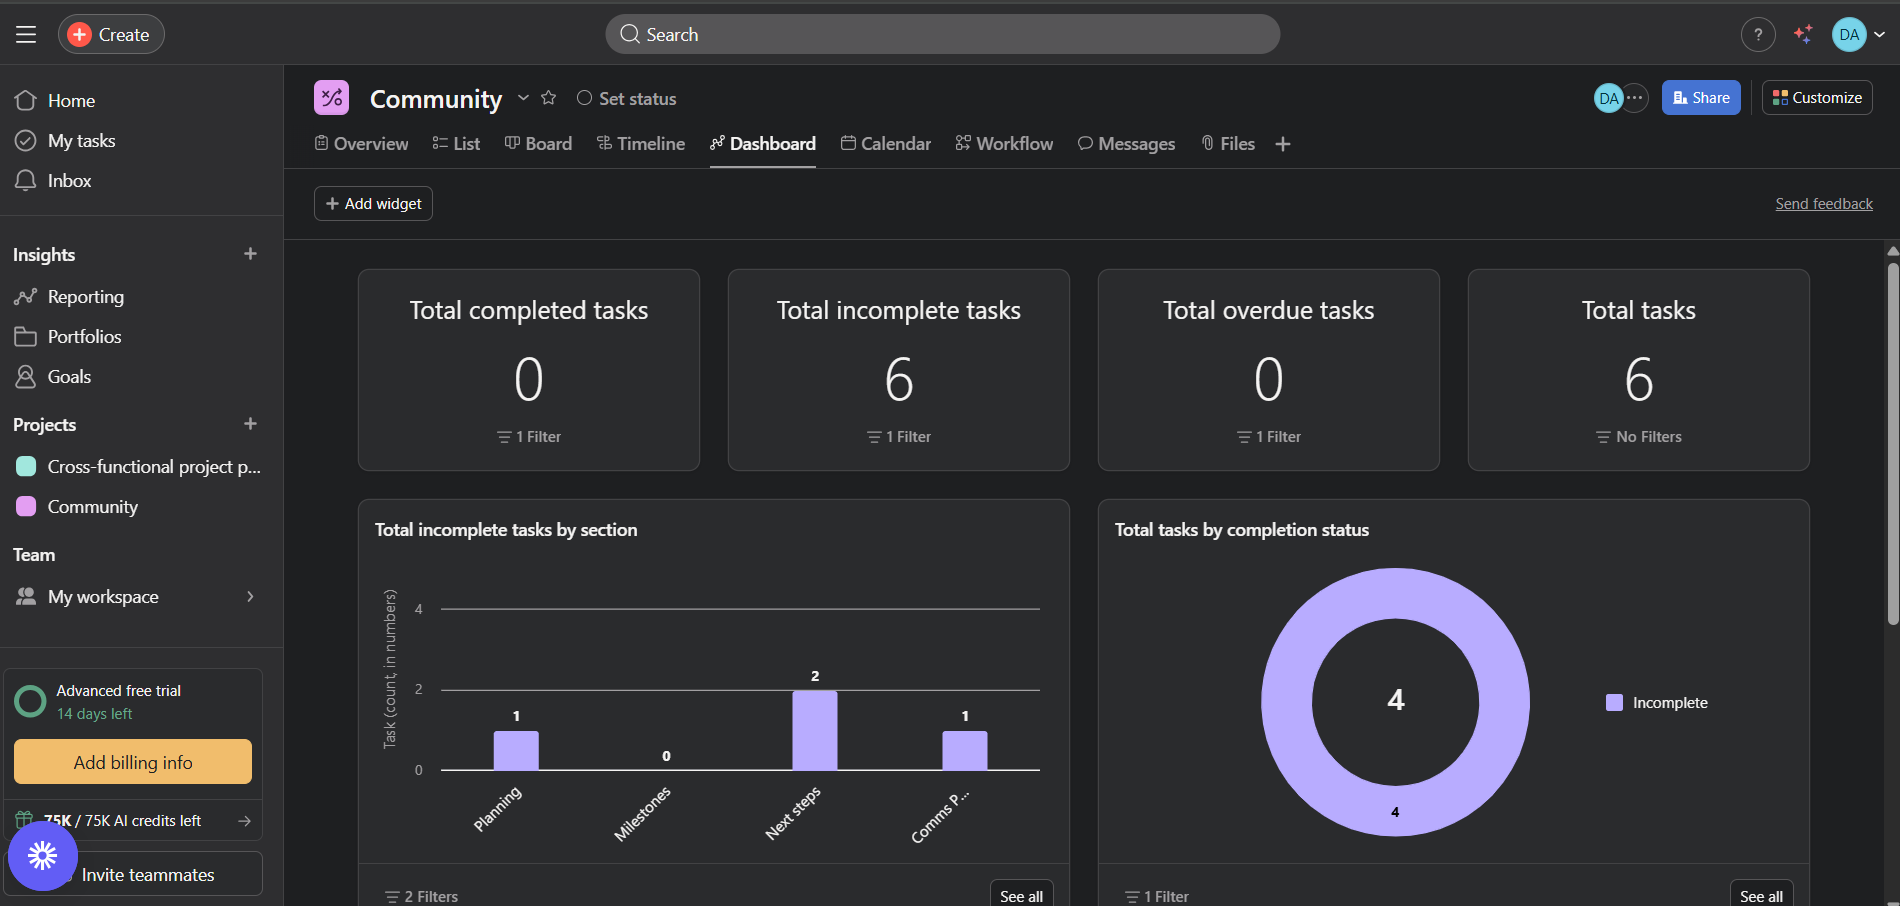 Create
Search
?
DA
Home
My tasks
Inbox
Insights
Reporting
Portfolios
Goals
Projects
Cross-functional project p...
Community
Team
My workspace
Advanced free trial
14 days left
Add billing info
75K / 75K AI credits left
Invite teammates
Community
Set status
DA
Share
Customize
Overview
List
Board
Timeline
Dashboard
Calendar
Workflow
Messages
Files
Add widget
Send feedback
Total completed tasks
0
1 Filter
Total incomplete tasks
6
1 Filter
Total overdue tasks
0
1 Filter
Total tasks
6
No Filters
Total incomplete tasks by section
Task (count, in numbers)
4
2
0
1
0
2
1
Planning
Milestones
Next steps
Comms P...
2 Filters
See all
Total tasks by completion status
4
4
Incomplete
1 Filter
See all